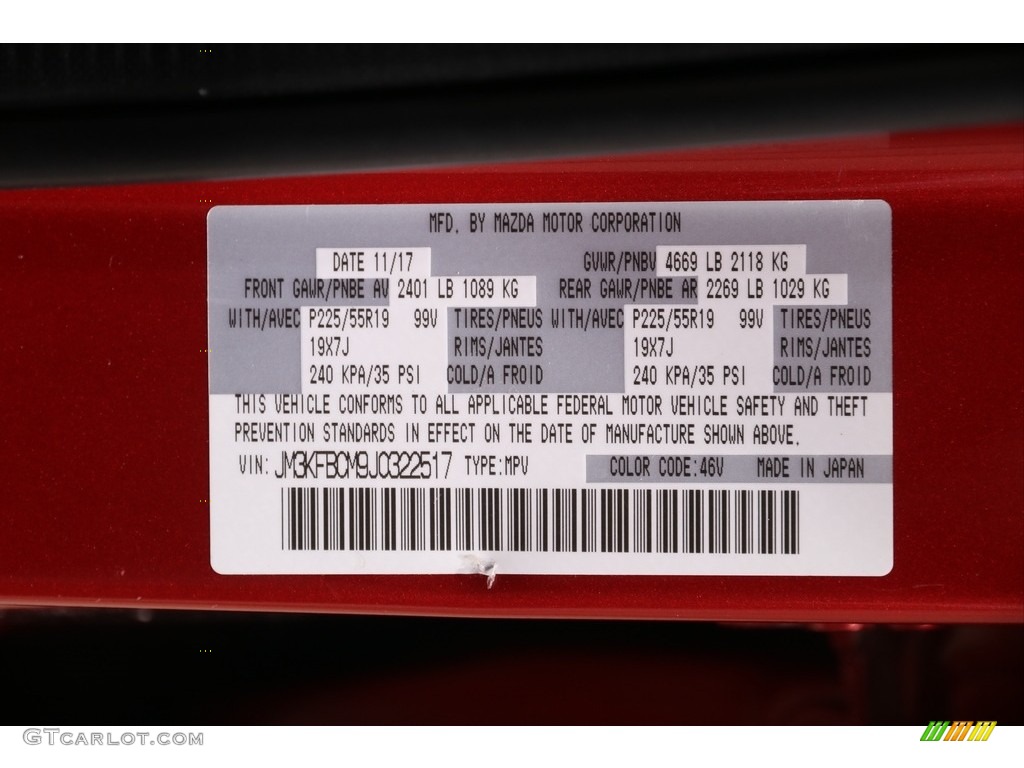 MFD. BY MAZDA MOTOR CORPORATION
DATE 11/17 GVWR/PNBV 4669 LB 2118 KG
FRONT GAWR/PNBE AV 2401 LB 1089 KG REAR GAWR/PNBE AR 2269 LB 1029 KG
WITH/AVEC P225/55R19 99V TIRES/PNEUS WITH/AVEC P225/55R19 99V TIRES/PNEUS
19X7J RIMS/JANTES 19X7J RIMS/JANTES
240 KPA/35 PSI COLD/A FROID 240 KPA/35 PSI COLD/A FROID
THIS VEHICLE CONFORMS TO ALL APPLICABLE FEDERAL MOTOR VEHICLE SAFETY AND THEFT
PREVENTION STANDARDS IN EFFECT ON THE DATE OF MANUFACTURE SHOWN ABOVE.
VIN: JM3KFBCM9J0322517 TYPE:MPV COLOR CODE:46V MADE IN JAPAN
GTCARLOT.COM